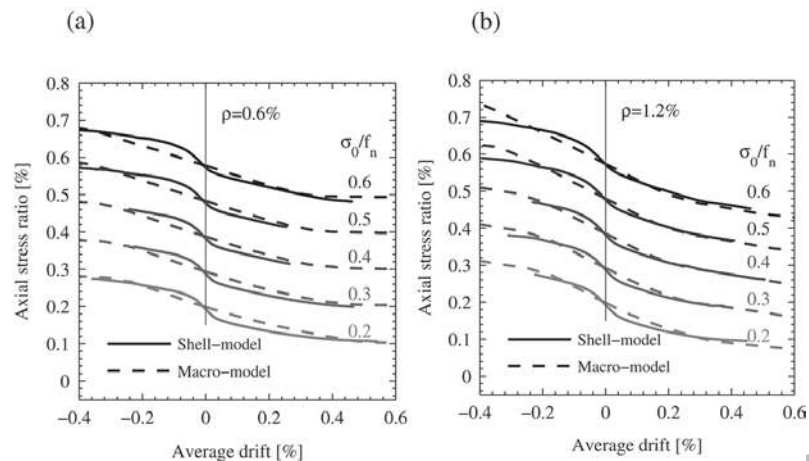 (a)
(b)
0.8
0.7
0.6
0.5
0.4
0.3
0.2
0.1
0
Axial stress ratio [%]
ρ=0.6%
σ₀/fₙ
0.6
0.5
0.4
0.3
0.2
Shell−model
Macro−model
−0.4 −0.2 0 0.2 0.4 0.6
Average drift [%]
0.8
0.7
0.6
0.5
0.4
0.3
0.2
0.1
0
Axial stress ratio [%]
ρ=1.2%
σ₀/fₙ
0.6
0.5
0.4
0.3
0.2
Shell−model
Macro−model
−0.4 −0.2 0 0.2 0.4 0.6
Average drift [%]